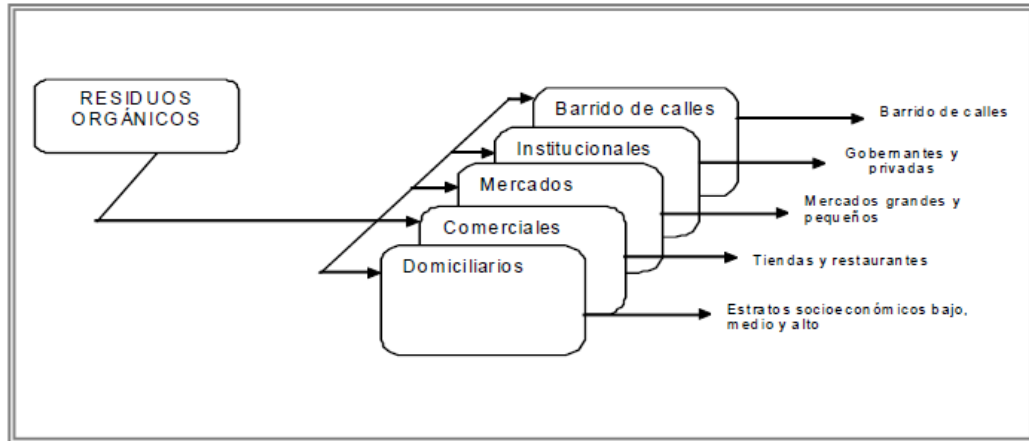 RESIDUOS
ORGÁNICOS
Barrido de calles
Barrido de calles
Institucionales
Gobernantes y
privadas
Mercados
Mercados grandes y
pequeños
Comerciales
Tiendas y restaurantes
Domiciliarios
Estratos socioeconómicos bajo,
medio y alto